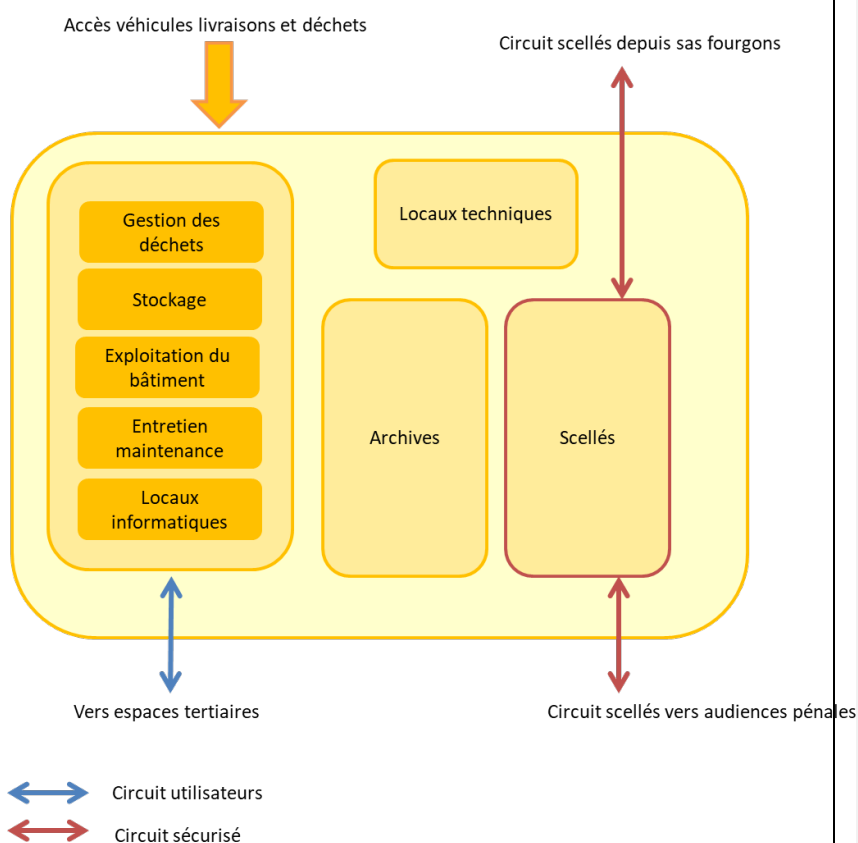 Accès véhicules livraisons et déchets
Circuit scellés depuis sas fourgons
Gestion des
déchets
Stockage
Exploitation du
bâtiment
Entretien
maintenance
Locaux
informatiques
Locaux techniques
Archives
Scellés
Vers espaces tertiaires
Circuit scellés vers audiences pénales
Circuit utilisateurs
Circuit sécurisé